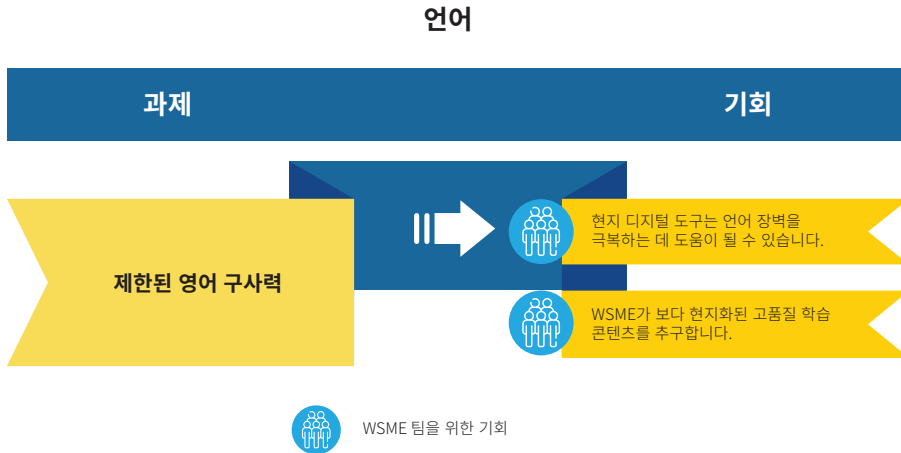 언어
과제
기회
제한된 영어 구사력
현지 디지털 도구는 언어 장벽을
극복하는 데 도움이 될 수 있습니다.
WSME가 보다 현지화된 고품질 학습
콘텐츠를 추구합니다.
WSME 팀을 위한 기회